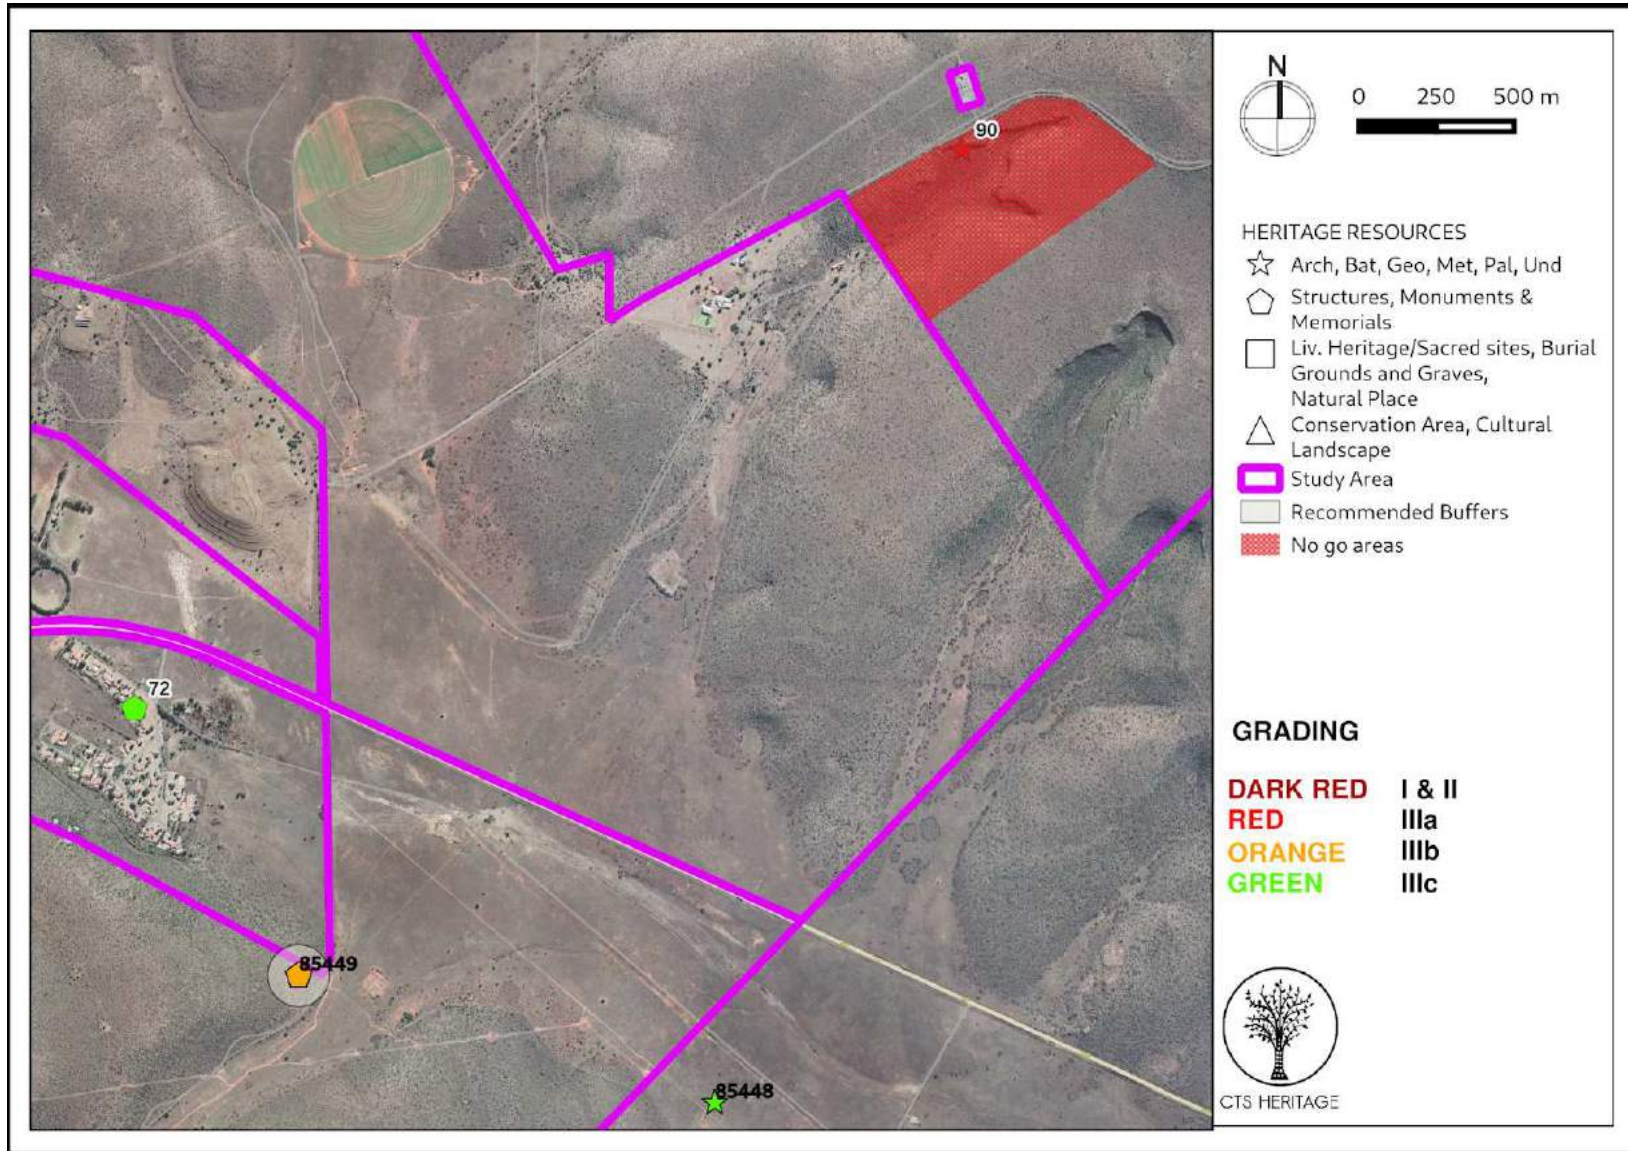 90
72
85449
85448
N
0 250 500 m
HERITAGE RESOURCES
Arch, Bat, Geo, Met, Pal, Und
Structures, Monuments &
Memorials
Liv. Heritage/Sacred sites, Burial
Grounds and Graves,
Natural Place
Conservation Area, Cultural
Landscape
Study Area
Recommended Buffers
No go areas
GRADING
DARK RED I & II
RED IIIa
ORANGE IIIb
GREEN IIIc
CTS HERITAGE